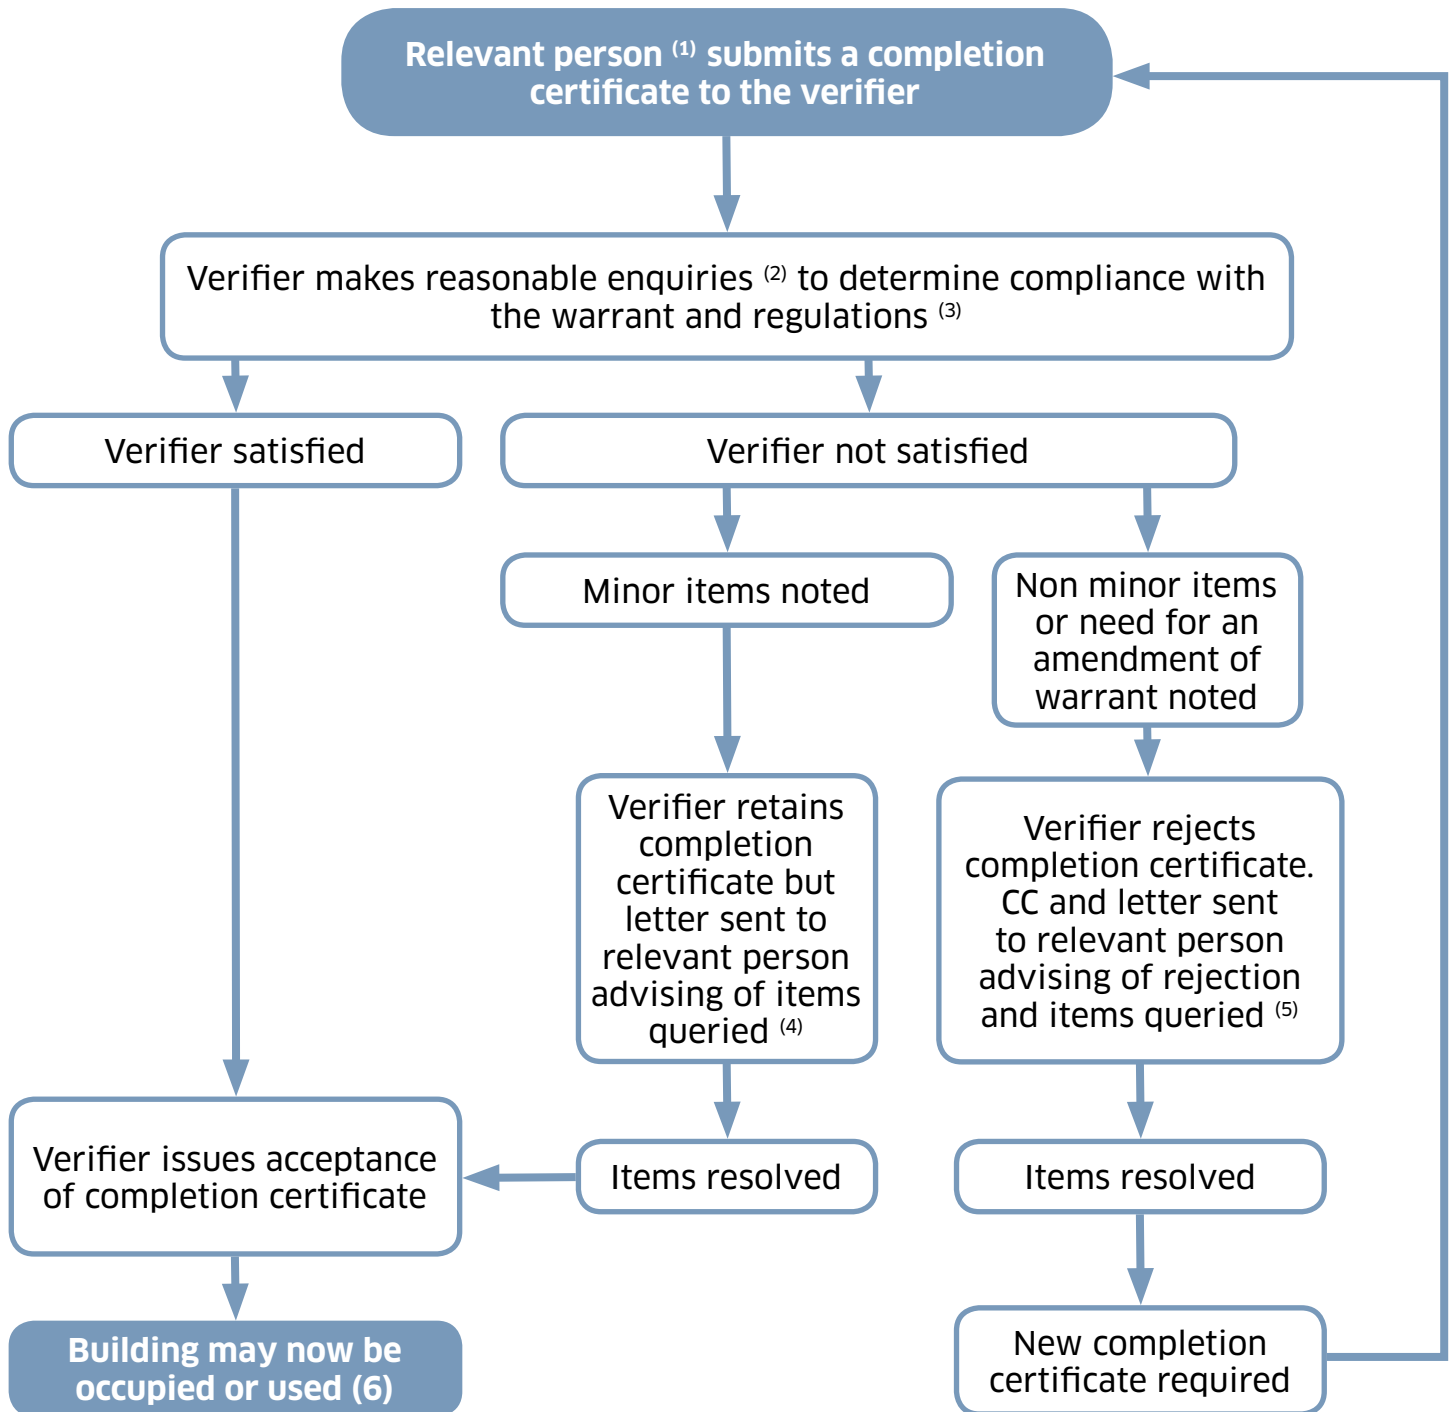 Relevant person (1) submits a completion
certificate to the verifier
Verifier makes reasonable enquiries (2) to determine compliance with
the warrant and regulations (3)
Verifier satisfied
Verifier not satisfied
Minor items noted
Non minor items
or need for an
amendment of
warrant noted
Verifier retains
completion
certificate but
letter sent to
relevant person
advising of items
queried (4)
Verifier rejects
completion certificate.
CC and letter sent
to relevant person
advising of rejection
and items queried (5)
Verifier issues acceptance
of completion certificate
Items resolved
Items resolved
Building may now be
occupied or used (6)
New completion
certificate required